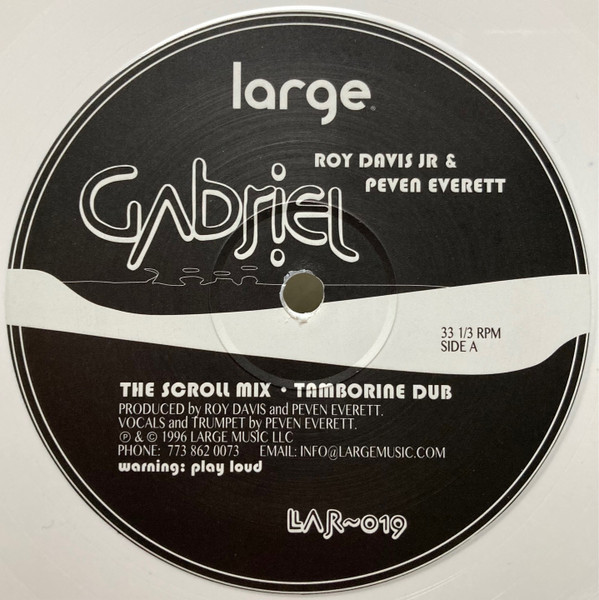 large.
ROY DAVIS JR &
PEVEN EVERETT
GAbriEL
33 1/3 RPM
SIDE A
THE SCROLL MIX • TAMBORINE DUB
PRODUCED by ROY DAVIS and PEVEN EVERETT.
VOCALS and TRUMPET by PEVEN EVERETT.
℗ & © 1996 LARGE MUSIC LLC
PHONE: 773 862 0073 EMAIL: INFO@LARGEMUSIC.COM
warning: play loud
LAR~019